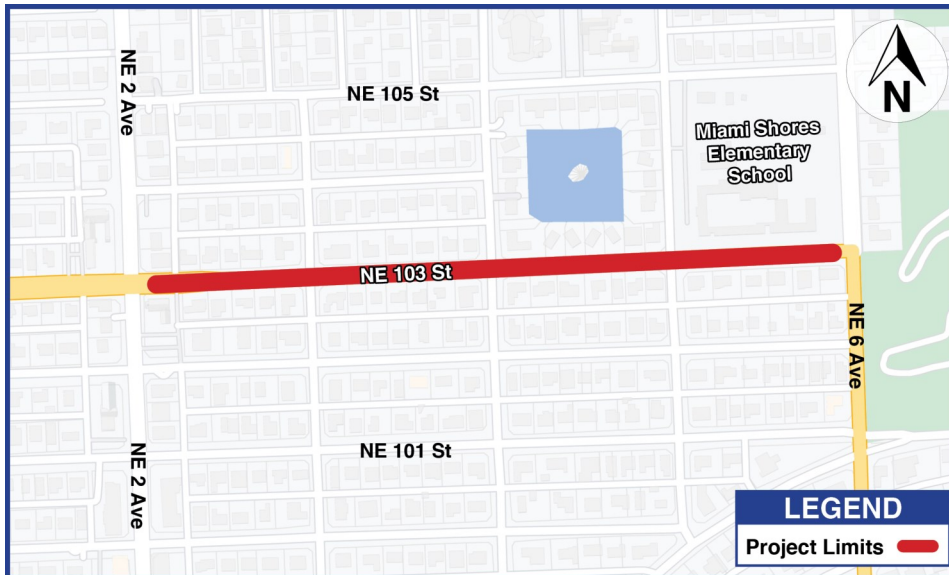 NE 2 Ave
NE 105 St
N
Miami Shores
Elementary
School
NE 103 St
NE 6 Ave
NE 2 Ave
NE 101 St
LEGEND
Project Limits